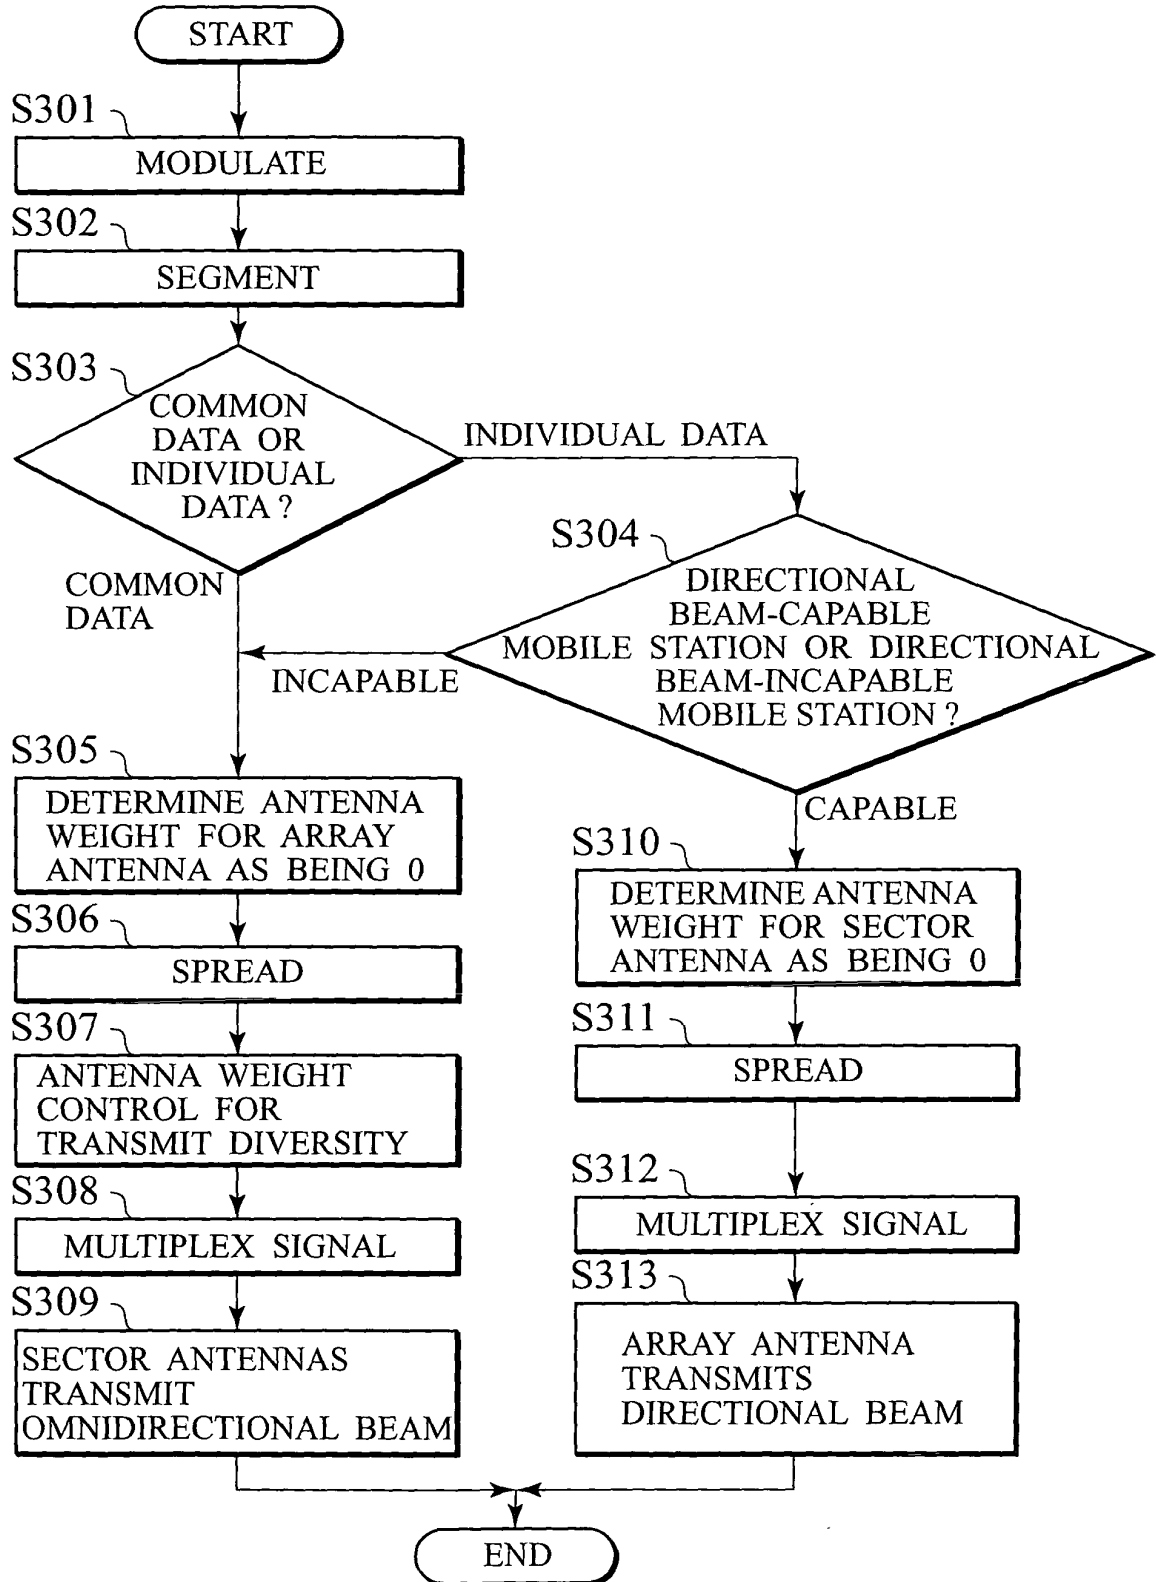 START
S301
MODULATE
S302
SEGMENT
S303
COMMON
DATA OR
INDIVIDUAL
DATA ?
INDIVIDUAL DATA
COMMON
DATA
S304
DIRECTIONAL
BEAM-CAPABLE
MOBILE STATION OR DIRECTIONAL
BEAM-INCAPABLE
MOBILE STATION ?
INCAPABLE
CAPABLE
S305
DETERMINE ANTENNA
WEIGHT FOR ARRAY
ANTENNA AS BEING 0
S306
SPREAD
S307
ANTENNA WEIGHT
CONTROL FOR
TRANSMIT DIVERSITY
S308
MULTIPLEX SIGNAL
S309
SECTOR ANTENNAS
TRANSMIT
OMNIDIRECTIONAL BEAM
S310
DETERMINE ANTENNA
WEIGHT FOR SECTOR
ANTENNA AS BEING 0
S311
SPREAD
S312
MULTIPLEX SIGNAL
S313
ARRAY ANTENNA
TRANSMITS
DIRECTIONAL BEAM
END